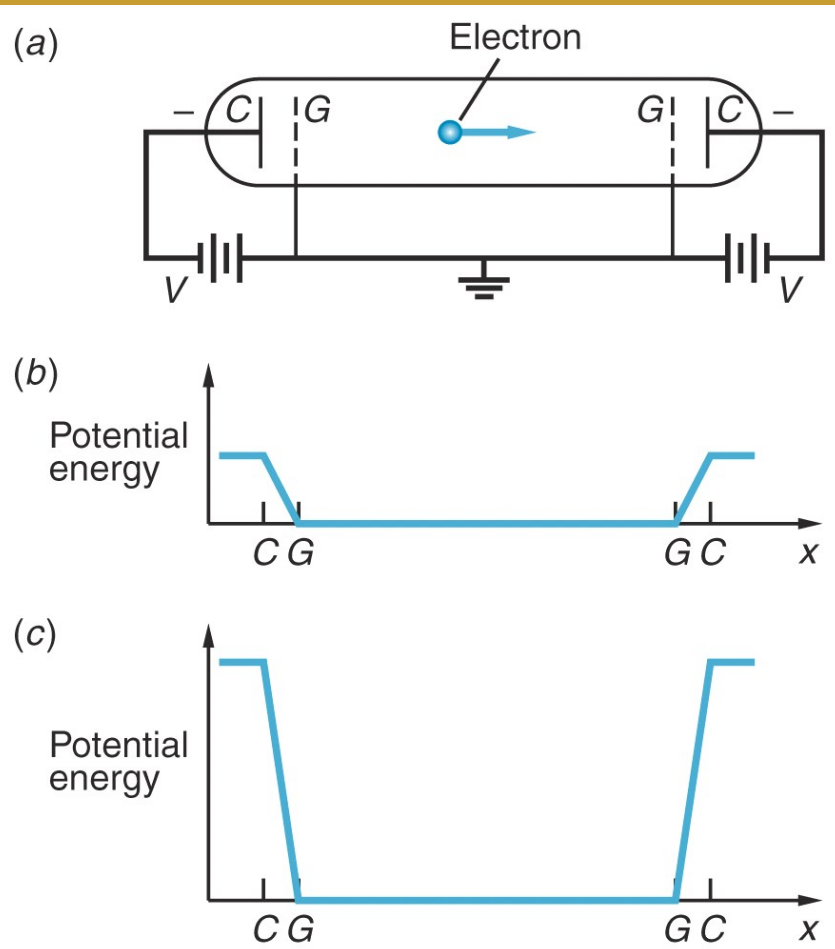 (a)
Electron
– C G G C –
V V
(b)
Potential
energy
C G G C x
(c)
Potential
energy
C G G C x